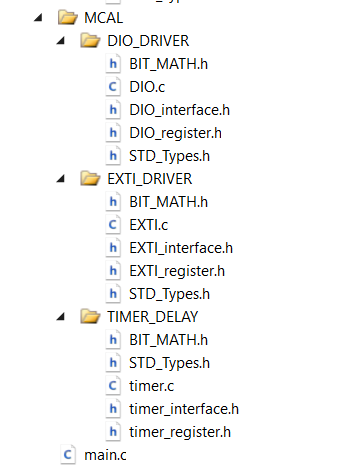 MCAL
DIO_DRIVER
BIT_MATH.h
DIO.c
DIO_interface.h
DIO_register.h
STD_Types.h
EXTI_DRIVER
BIT_MATH.h
EXTI.c
EXTI_interface.h
EXTI_register.h
STD_Types.h
TIMER_DELAY
BIT_MATH.h
STD_Types.h
timer.c
timer_interface.h
timer_register.h
main.c